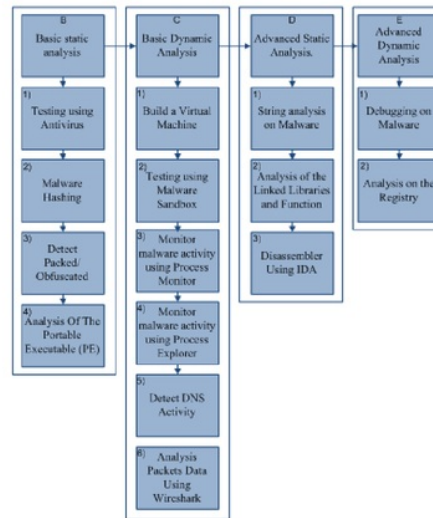 B
Basic static
analysis
1)
Testing using
Antivirus
2)
Malware
Hashing
3)
Detect
Packed/
Obfuscated
4)
Analysis Of The
Portable
Executable (PE)
C
Basic Dynamic
Analysis
1)
Build a Virtual
Machine
2)
Testing using
Malware
Sandbox
3)
Monitor
malware activity
using Process
Monitor
4)
Monitor
malware activity
using Process
Explorer
5)
Detect DNS
Activity
6)
Analysis
Packets Data
Using
Wireshark
D
Advanced Static
Analysis.
1)
String analysis
on Malware
2)
Analysis of the
Linked Libraries
and Function
3)
Disassembler
Using IDA
E
Advanced
Dynamic
Analysis
1)
Debugging on
Malware
2)
Analysis on the
Registry